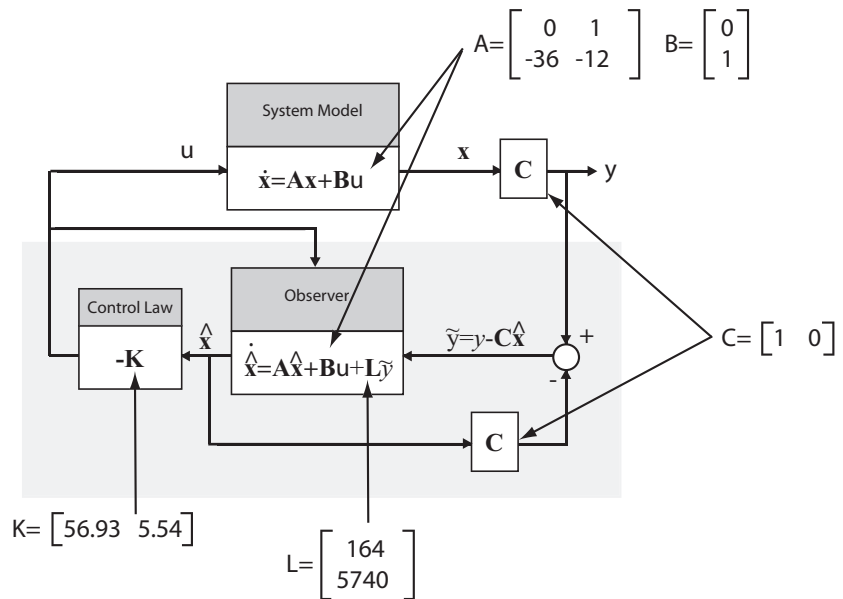 A= [ 0 1
-36 -12 ] B= [ 0
1 ]
System Model
u
ẋ=Ax+Bu
x
C
y
Control Law
-K
x̂
Observer
x̂̇=Ax̂+Bu+Lỹ
ỹ=y-Cx̂
+
-
C
C= [1 0]
K= [56.93 5.54]
L= [ 164
5740 ]